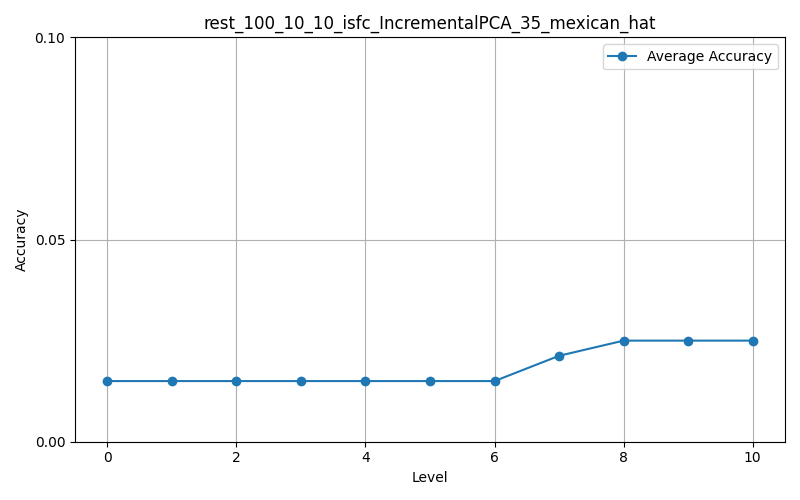 rest_100_10_10_isfc_IncrementalPCA_35_mexican_hat
Average Accuracy
0.10
0.05
0.00
Accuracy
0 2 4 6 8 10
Level